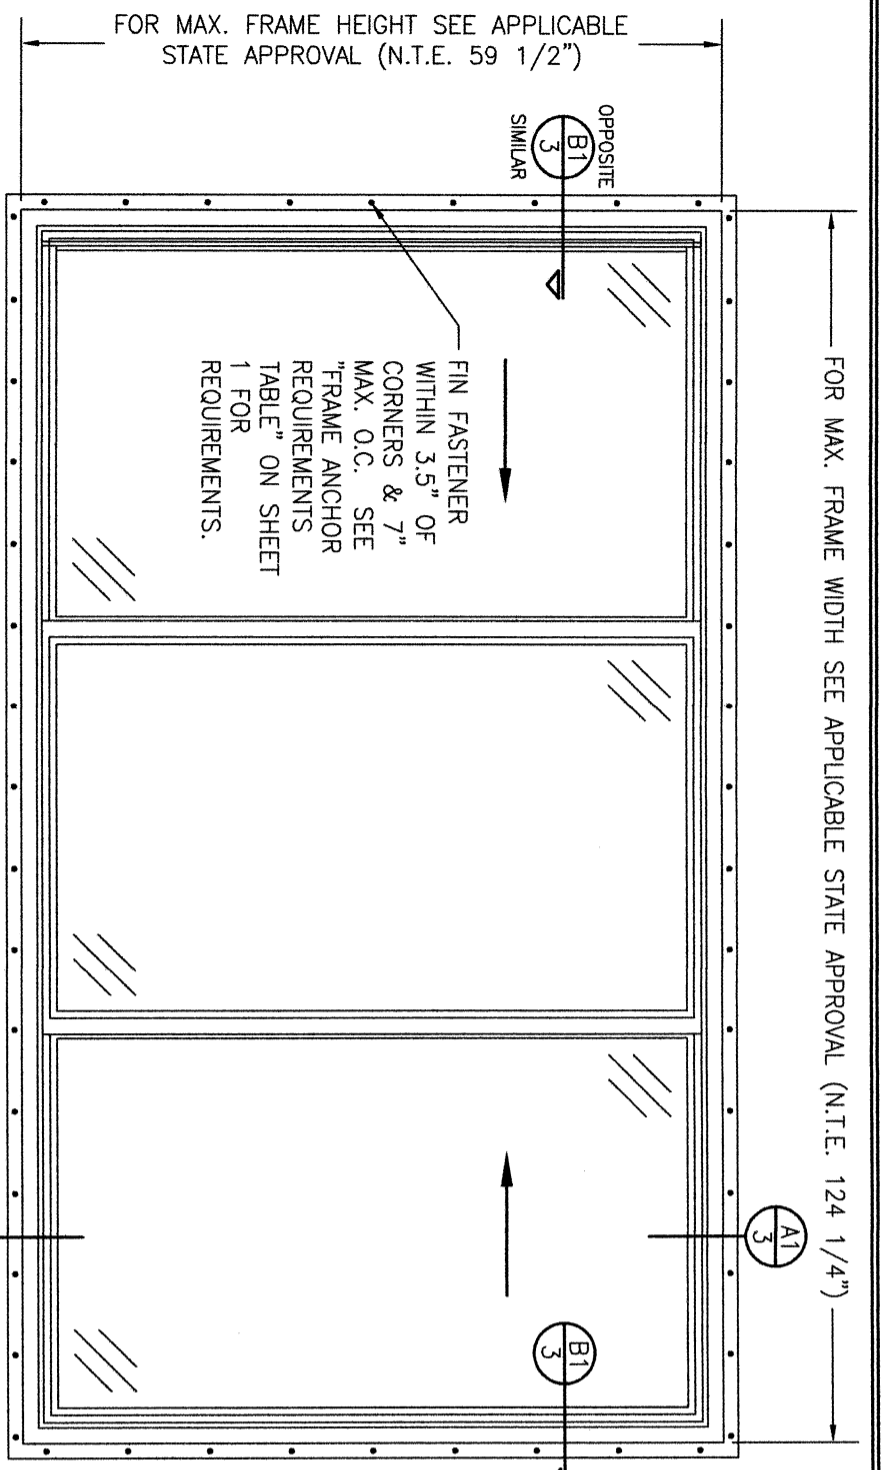 FOR MAX. FRAME HEIGHT SEE APPLICABLE
STATE APPROVAL (N.T.E. 59 1/2")
FOR MAX. FRAME WIDTH SEE APPLICABLE STATE APPROVAL (N.T.E. 124 1/4")
OPPOSITE
B1
3
SIMILAR
FIN FASTENER
WITHIN 3.5" OF
CORNERS & 7"
MAX. O.C. SEE
"FRAME ANCHOR
REQUIREMENTS
TABLE" ON SHEET
1 FOR
REQUIREMENTS.
A1
3
B1
3